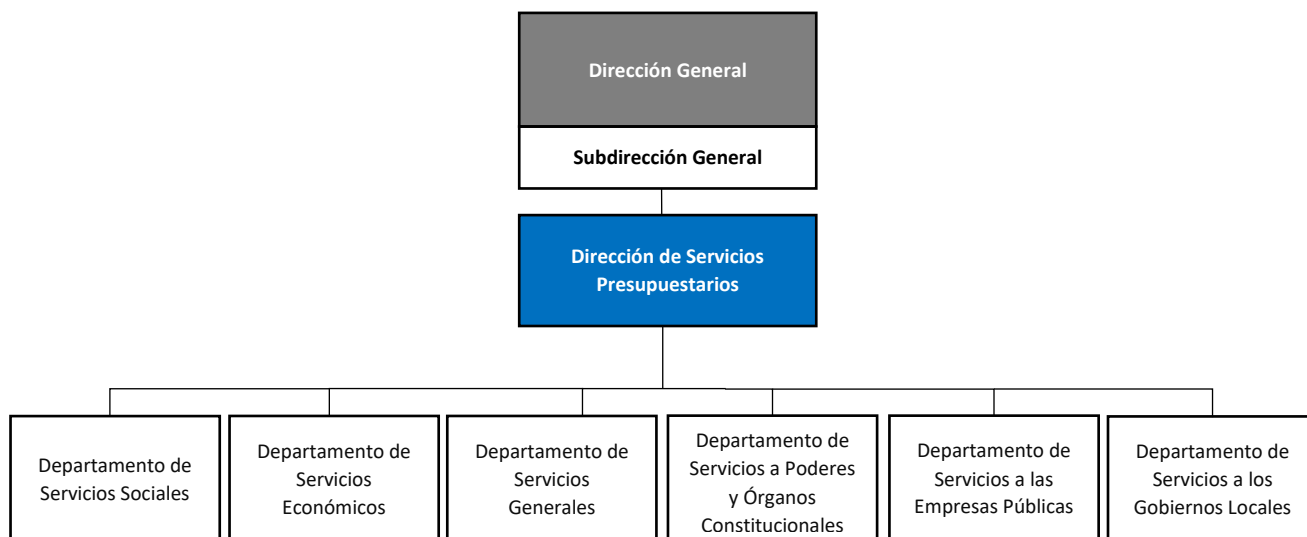 Dirección General
Subdirección General
Dirección de Servicios
Presupuestarios
Departamento de
Servicios Sociales
Departamento de
Servicios
Económicos
Departamento de
Servicios
Generales
Departamento de
Servicios a Poderes
y Órganos
Constitucionales
Departamento de
Servicios a las
Empresas Públicas
Departamento de
Servicios a los
Gobiernos Locales